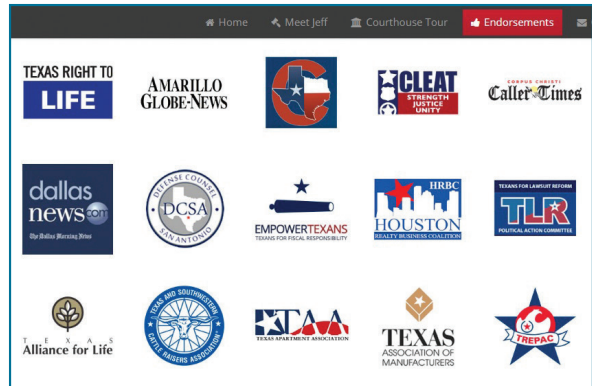 Home Meet Jeff Courthouse Tour Endorsements
TEXAS RIGHT TO
LIFE
AMARILLO
GLOBE-NEWS
C
CLEAT
STRENGTH
JUSTICE
UNITY
CORPUS CHRISTI
Caller Times
dallas
news com
The Dallas Morning News
DEFENSE COUNSEL
DCSA
SAN ANTONIO
EMPOWERTEXANS
TEXANS FOR FISCAL RESPONSIBILITY
HRBC
HOUSTON
REALTY BUSINESS COALITION
TEXANS FOR LAWSUIT REFORM
TLR
POLITICAL ACTION COMMITTEE
TEXAS
Alliance for Life
TEXAS AND SOUTHWESTERN
CATTLE RAISERS ASSOCIATION
TAA
TEXAS APARTMENT ASSOCIATION
TEXAS
ASSOCIATION OF
MANUFACTURERS
TREPAC